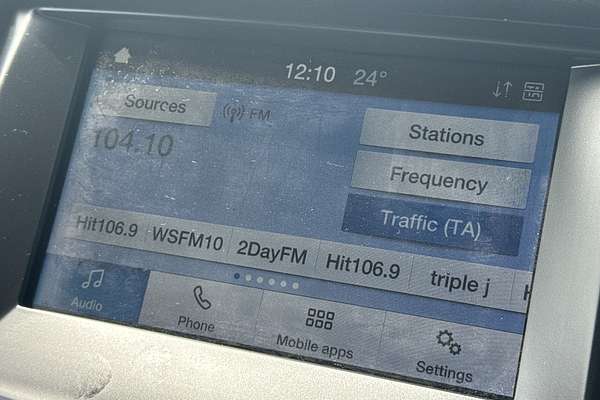 12:10 24°
Sources FM
104.10
Stations
Frequency
Traffic (TA)
Hit106.9 WSFM10 2DayFM Hit106.9 triple j
Audio Phone Mobile apps Settings